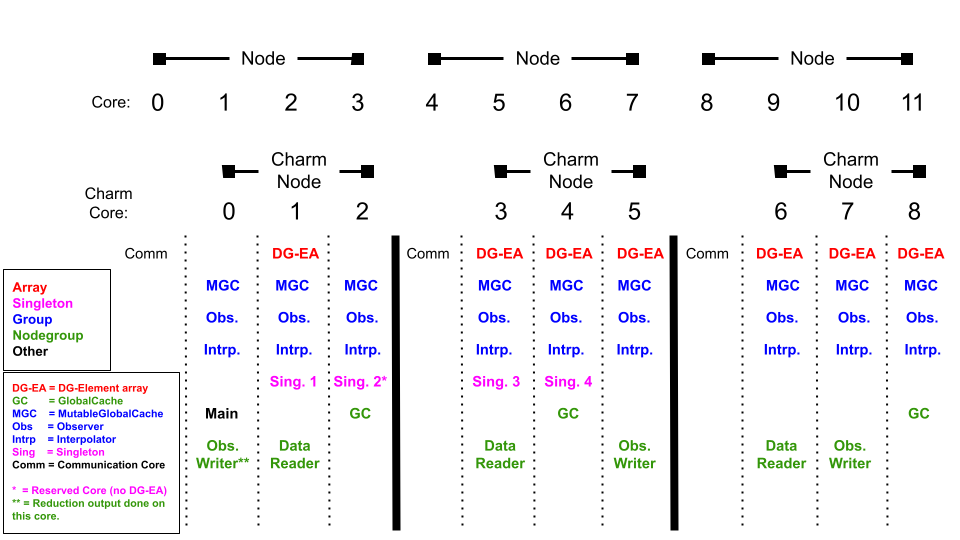 Node Node Node
Core: 0 1 2 3 4 5 6 7 8 9 10 11
Charm Node Charm Node Charm Node
Charm Core: 0 1 2 3 4 5 6 7 8
Comm DG-EA Comm DG-EA DG-EA DG-EA Comm DG-EA DG-EA DG-EA
MGC MGC MGC MGC MGC MGC MGC MGC MGC
Obs. Obs. Obs. Obs. Obs. Obs. Obs. Obs. Obs.
Intrp. Intrp. Intrp. Intrp. Intrp. Intrp. Intrp. Intrp. Intrp.
Sing. 1 Sing. 2* Sing. 3 Sing. 4
Main GC GC GC
Obs. Data Data Obs. Data Obs.
Writer** Reader Reader Writer Reader Writer
Array
Singleton
Group
Nodegroup
Other
DG-EA = DG-Element array
GC = GlobalCache
MGC = MutableGlobalCache
Obs = Observer
Intrp = Interpolator
Sing = Singleton
Comm = Communication Core
* = Reserved Core (no DG-EA)
** = Reduction output done on
this core.